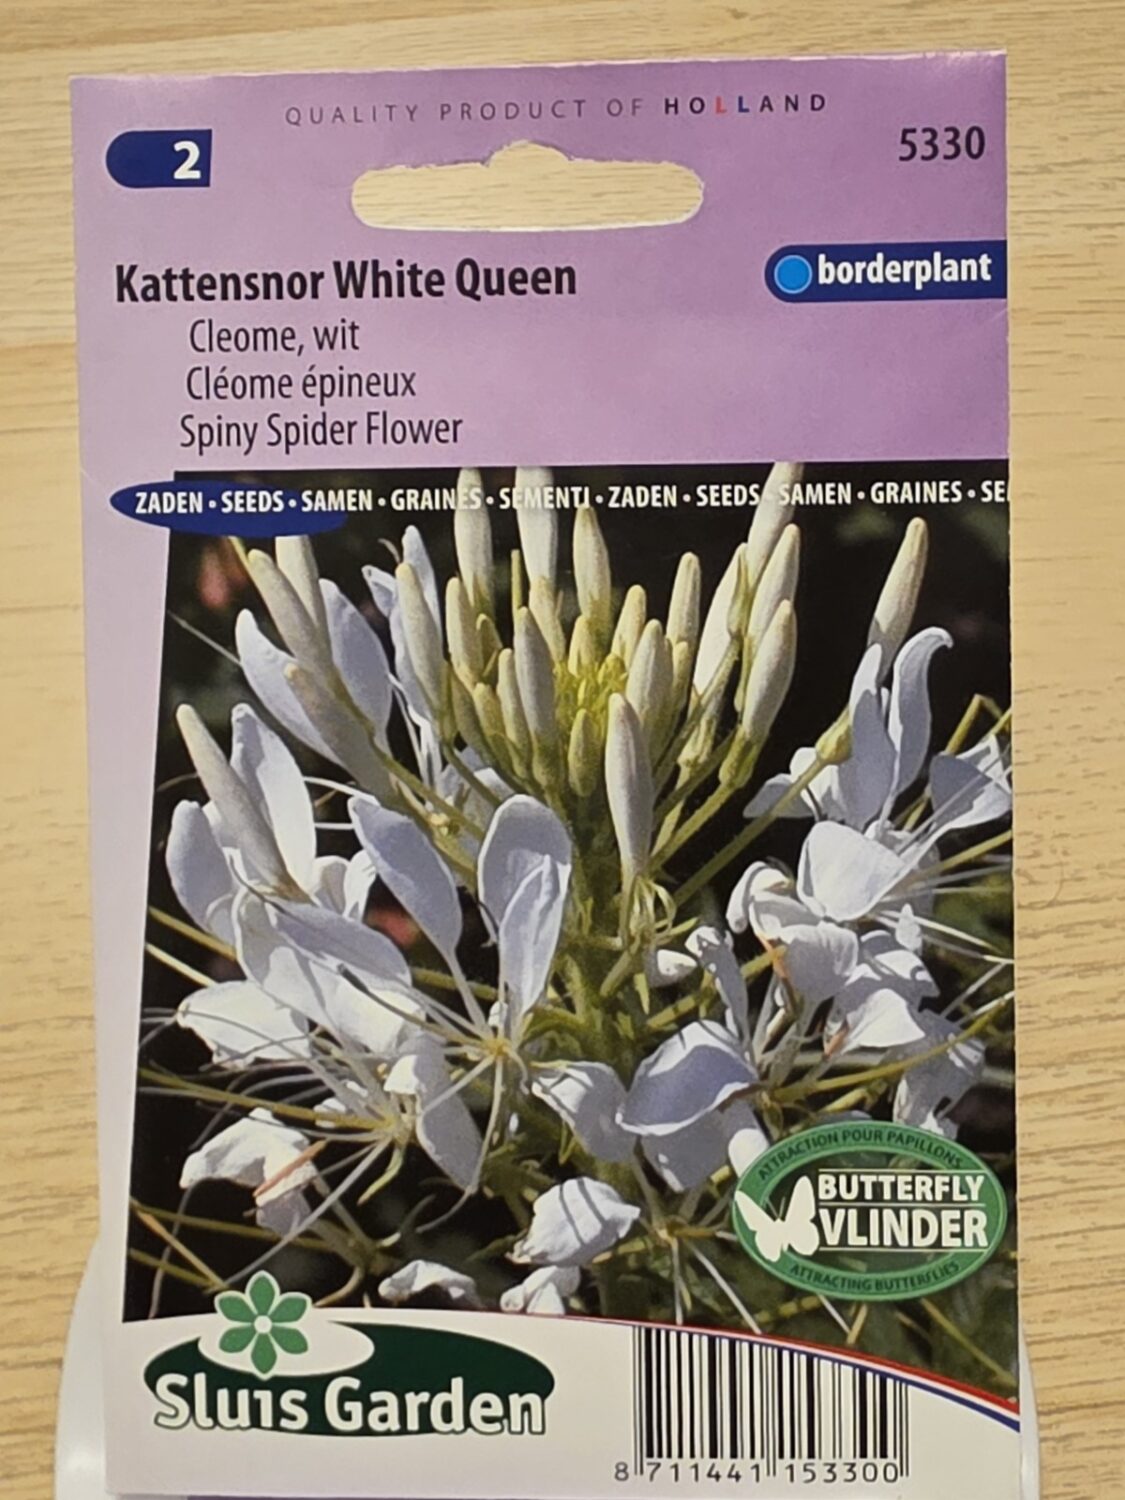 QUALITY PRODUCT OF HOLLAND
2
5330
Kattensnor White Queen
borderplant
Cleome, wit
Cléome épineux
Spiny Spider Flower
ZADEN • SEEDS • SAMEN • GRAINES • SEMENTI • ZADEN • SEEDS • SAMEN • GRAINES • SE
ATTRACTION POUR PAPILLONS
BUTTERFLY
VLINDER
ATTRACTING BUTTERFLIES
Sluis Garden
8 711441 153300